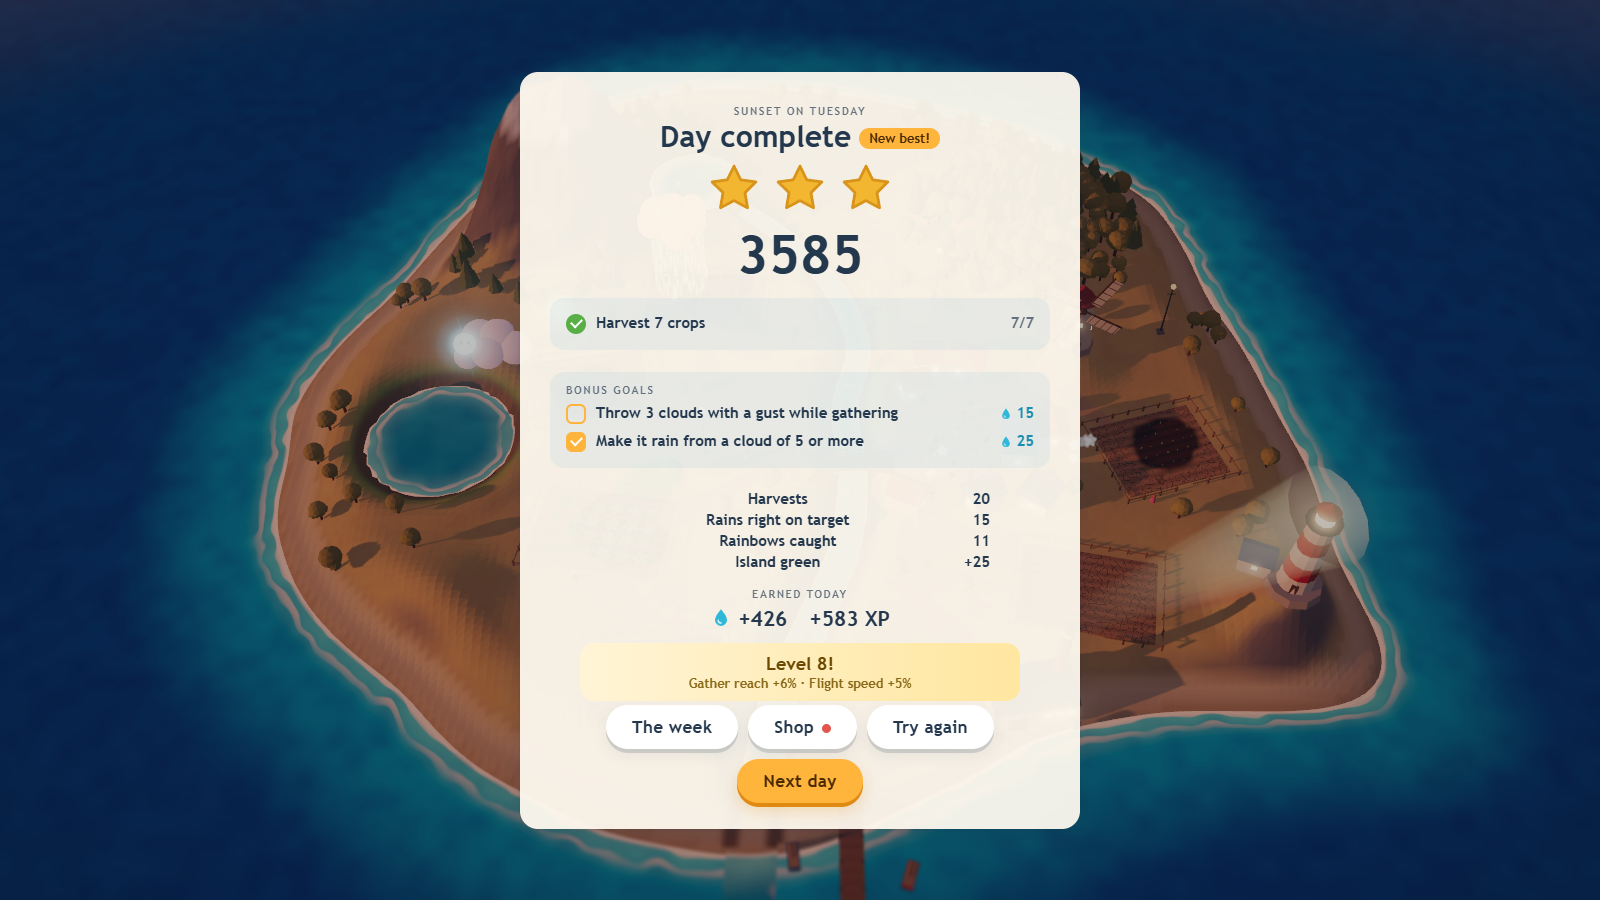 SUNSET ON TUESDAY
Day complete New best!
3585
Harvest 7 crops 7/7
BONUS GOALS
Throw 3 clouds with a gust while gathering 15
Make it rain from a cloud of 5 or more 25
Harvests 20
Rains right on target 15
Rainbows caught 11
Island green +25
EARNED TODAY
+426 +583 XP
Level 8!
Gather reach +6% · Flight speed +5%
The week Shop Try again
Next day